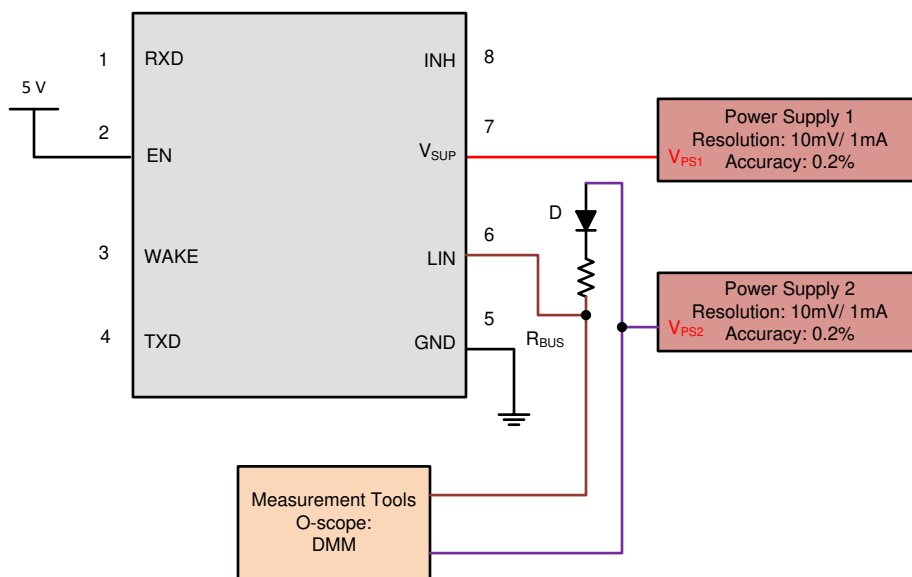 1 RXD INH 8
5 V
2 EN VSUP 7
VPS1
Power Supply 1
Resolution: 10mV/ 1mA
Accuracy: 0.2%
D
3 WAKE LIN 6
4 TXD GND 5
RBUS
VPS2
Power Supply 2
Resolution: 10mV/ 1mA
Accuracy: 0.2%
Measurement Tools
O-scope:
DMM